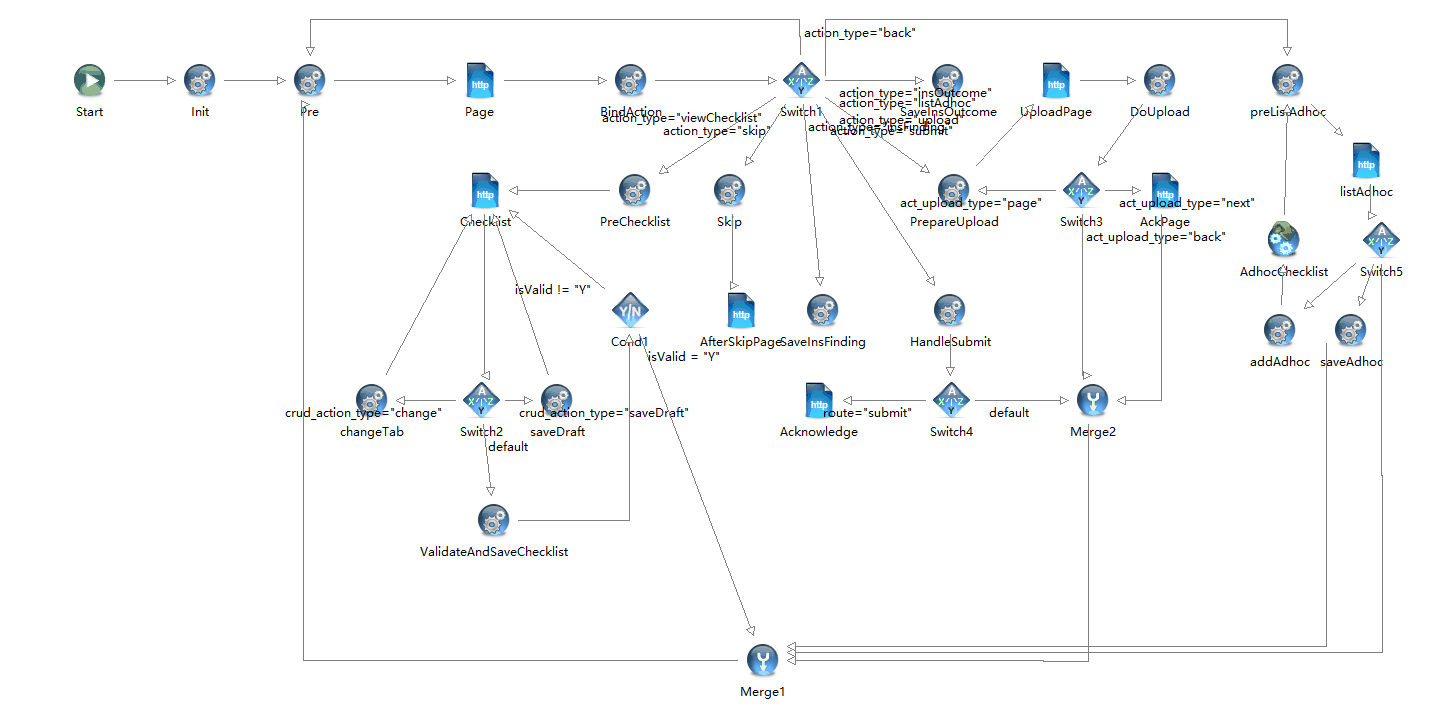 action_type="back"
Start
Init
Pre
http
Page
BindAction
A
X
Z
Y
Switch1
action_type="insOutcome"
action_type="listAdhoc"
SaveInsOutcome
http
UploadPage
DoUpload
preListAdhoc
action_type="viewChecklist"
action_type="skip"
action_type="upload"
action_type="insFinding"
action_type="submit"
http
listAdhoc
http
Checklist
PreChecklist
Skip
act_upload_type="page"
PrepareUpload
A
X
Z
Y
Switch3
http
act_upload_type="next"
AckPage
act_upload_type="back"
AdhocChecklist
A
X
Z
Y
Switch5
isValid != "Y"
Y/N
Cond1
isValid = "Y"
http
AfterSkipPage
SaveInsFinding
HandleSubmit
addAdhoc
saveAdhoc
crud_action_type="change"
changeTab
A
X
Z
Y
Switch2
default
crud_action_type="saveDraft"
saveDraft
http
route="submit"
Acknowledge
A
X
Z
Y
Switch4
default
Merge2
ValidateAndSaveChecklist
Merge1